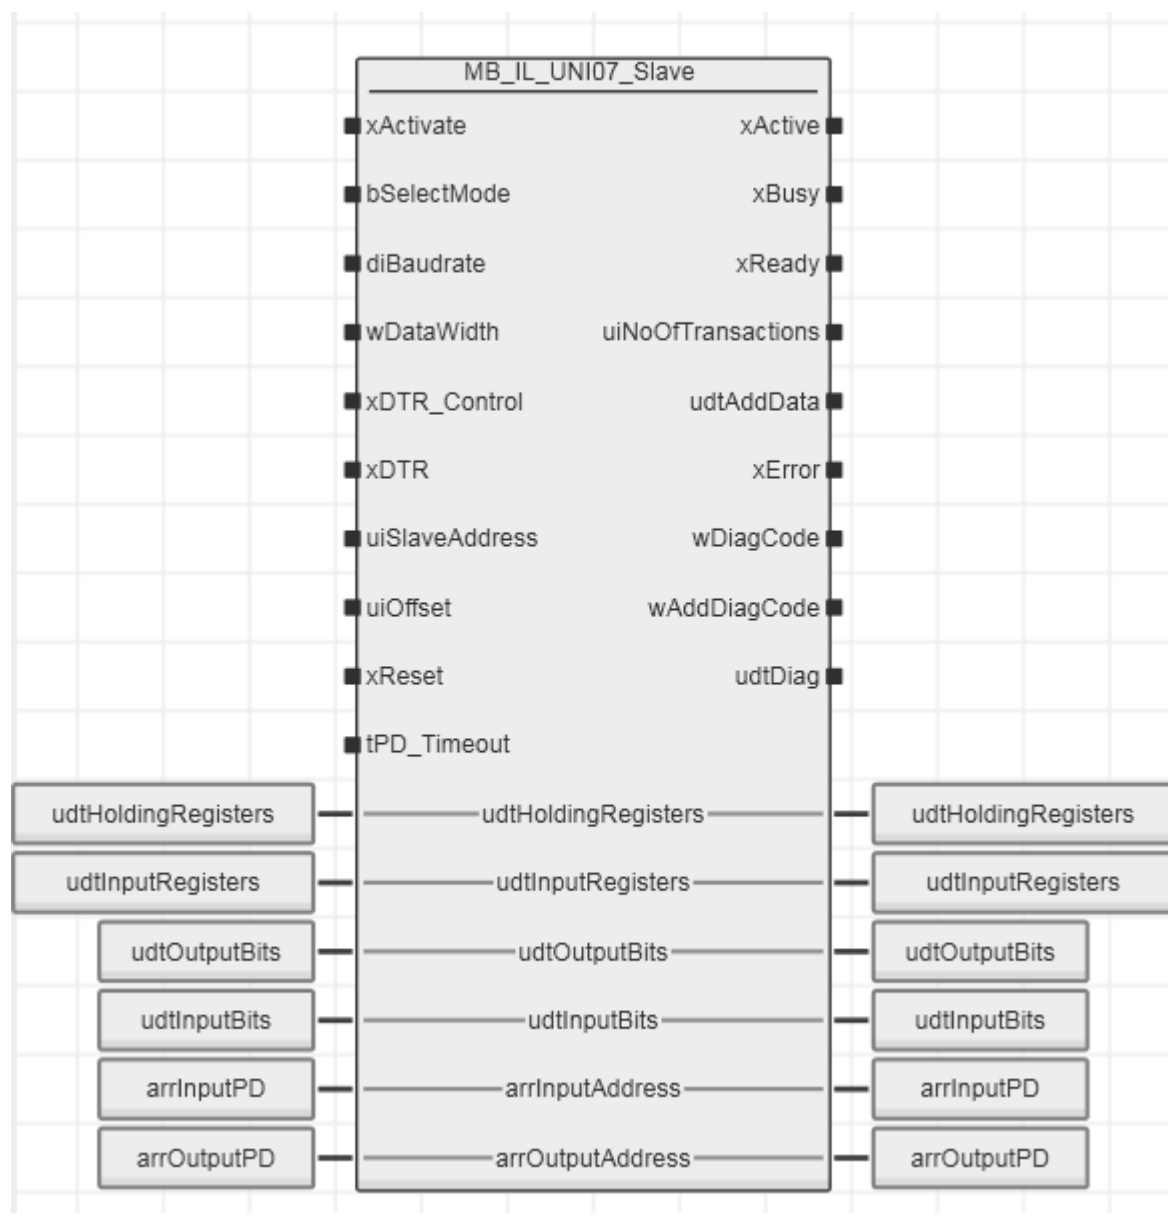 MB_IL_UNI07_Slave
xActivate xActive
bSelectMode xBusy
diBaudrate xReady
wDataWidth uiNoOfTransactions
xDTR_Control udtAddData
xDTR xError
uiSlaveAddress wDiagCode
uiOffset wAddDiagCode
xReset udtDiag
tPD_Timeout
udtHoldingRegisters udtHoldingRegisters udtHoldingRegisters
udtInputRegisters udtInputRegisters udtInputRegisters
udtOutputBits udtOutputBits udtOutputBits
udtInputBits udtInputBits udtInputBits
arrInputPD arrInputAddress arrInputPD
arrOutputPD arrOutputAddress arrOutputPD